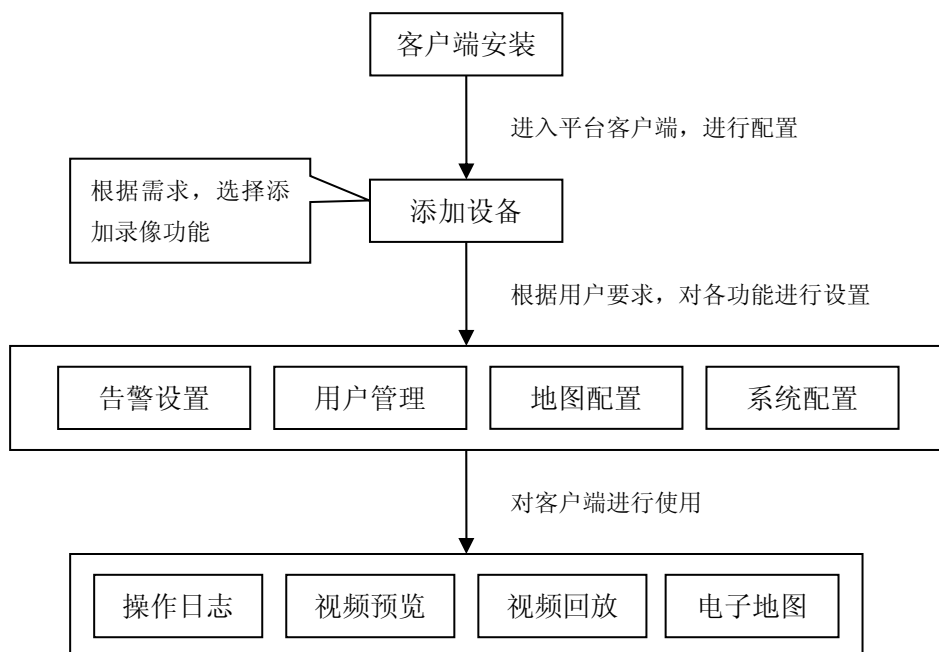 客户端安装
进入平台客户端，进行配置
根据需求，选择添
加录像功能
添加设备
根据用户要求，对各功能进行设置
告警设置
用户管理
地图配置
系统配置
对客户端进行使用
操作日志
视频预览
视频回放
电子地图